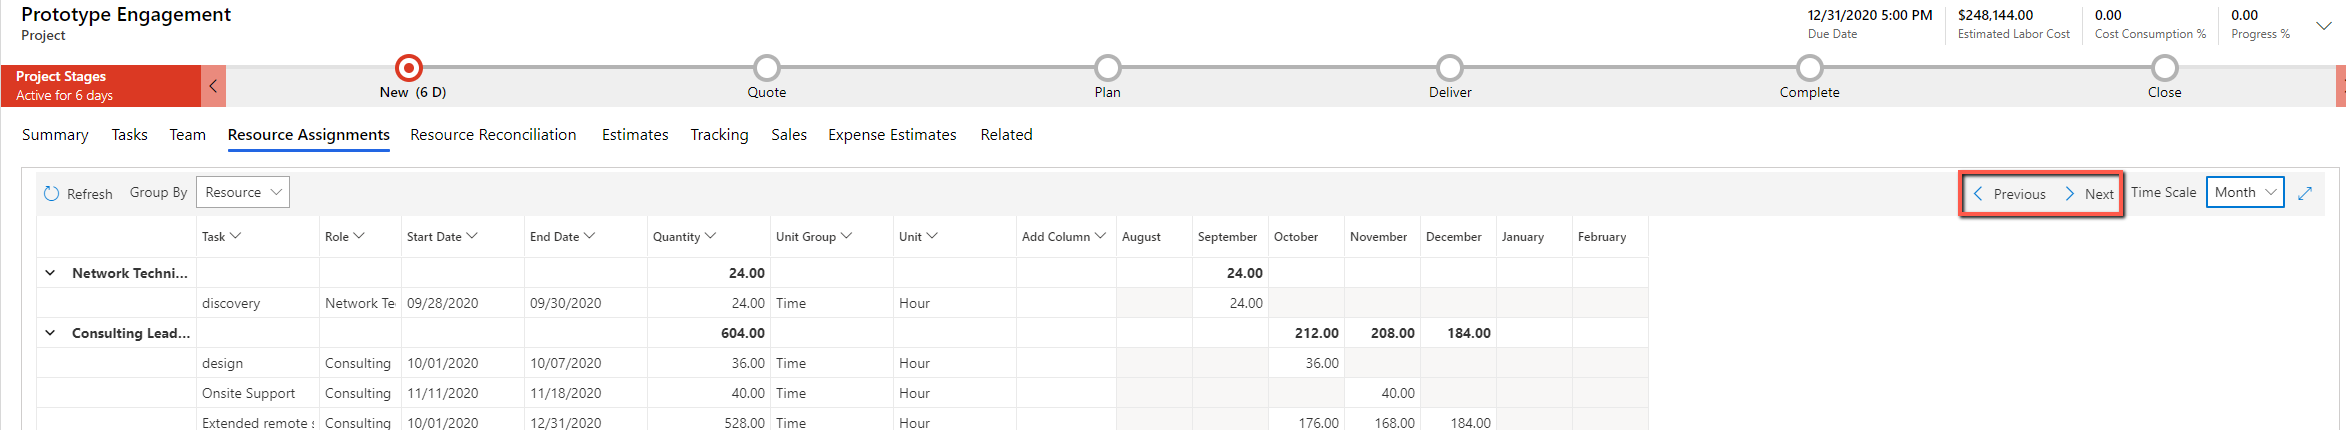 Prototype Engagement
Project
12/31/2020 5:00 PM
Due Date
$248,144.00
Estimated Labor Cost
0.00
Cost Consumption %
0.00
Progress %
Project Stages
Active for 6 days
New (6 D)
Quote
Plan
Deliver
Complete
Close
Summary Tasks Team Resource Assignments Resource Reconciliation Estimates Tracking Sales Expense Estimates Related
Refresh Group By Resource Previous Next Time Scale Month
Task Role Start Date End Date Quantity Unit Group Unit Add Column August September October November December January February
Network Techni... 24.00 24.00
discovery Network Te 09/28/2020 09/30/2020 24.00 Time Hour 24.00
Consulting Lead... 604.00 212.00 208.00 184.00
design Consulting 10/01/2020 10/07/2020 36.00 Time Hour 36.00
Onsite Support Consulting 11/11/2020 11/18/2020 40.00 Time Hour 40.00
Extended remote s Consulting 10/01/2020 12/31/2020 528.00 Time Hour 176.00 168.00 184.00